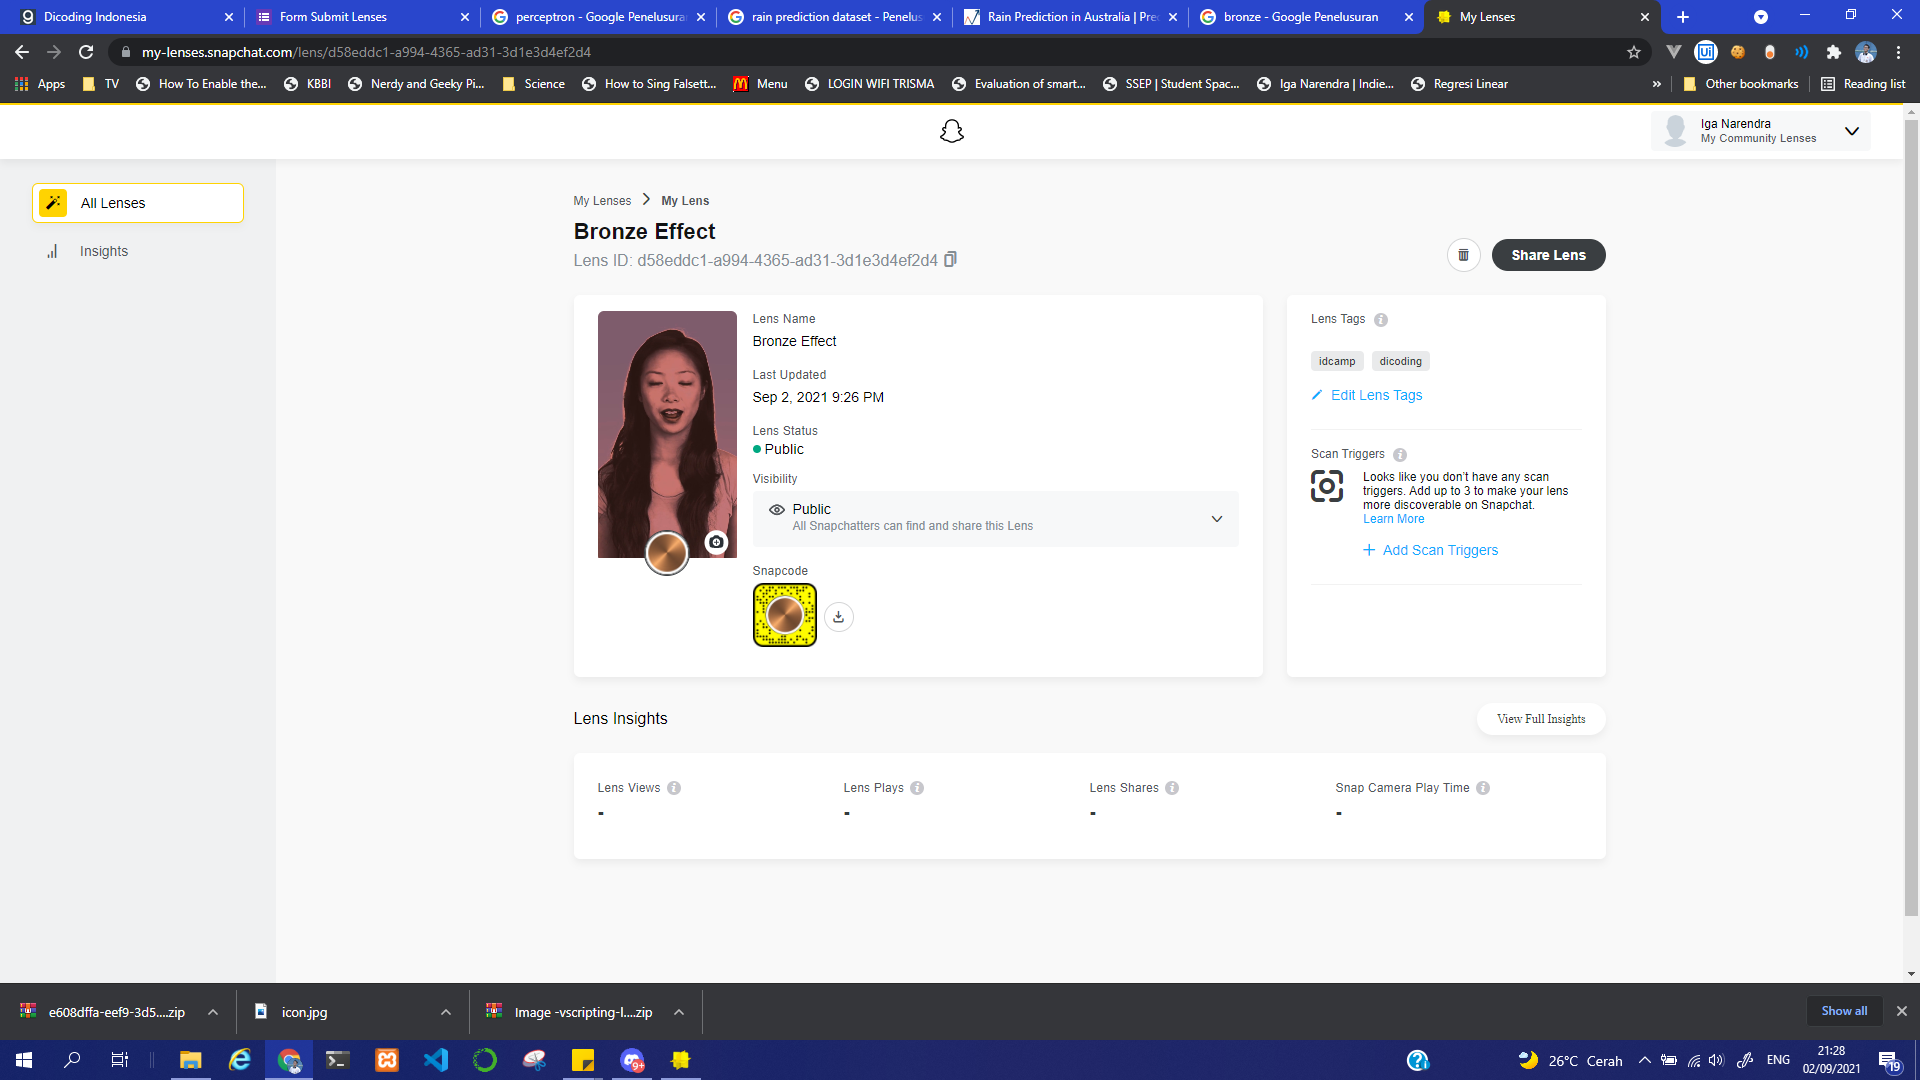 Dicoding Indonesia
Form Submit Lenses
perceptron - Google Penelusuran
rain prediction dataset - Penelus
Rain Prediction in Australia | Pre
bronze - Google Penelusuran
My Lenses
my-lenses.snapchat.com/lens/d58eddc1-a994-4365-ad31-3d1e3d4ef2d4
Apps
TV
How To Enable the...
KBBI
Nerdy and Geeky Pi...
Science
How to Sing Falsett...
Menu
LOGIN WIFI TRISMA
Evaluation of smart...
SSEP | Student Spac...
Iga Narendra | Indie...
Regresi Linear
»
Other bookmarks
Reading list
Iga Narendra
My Community Lenses
All Lenses
Insights
My Lenses > My Lens
Bronze Effect
Lens ID: d58eddc1-a994-4365-ad31-3d1e3d4ef2d4
Share Lens
Lens Name
Bronze Effect
Last Updated
Sep 2, 2021 9:26 PM
Lens Status
Public
Visibility
Public
All Snapchatters can find and share this Lens
Snapcode
Lens Tags
idcamp
dicoding
Edit Lens Tags
Scan Triggers
Looks like you don't have any scan
triggers. Add up to 3 to make your lens
more discoverable on Snapchat.
Learn More
Add Scan Triggers
Lens Insights
View Full Insights
Lens Views
-
Lens Plays
-
Lens Shares
-
Snap Camera Play Time
-
e608dffa-eef9-3d5....zip
icon.jpg
Image -vscripting-I....zip
Show all
9+
26°C Cerah
ENG
21:28
02/09/2021
19